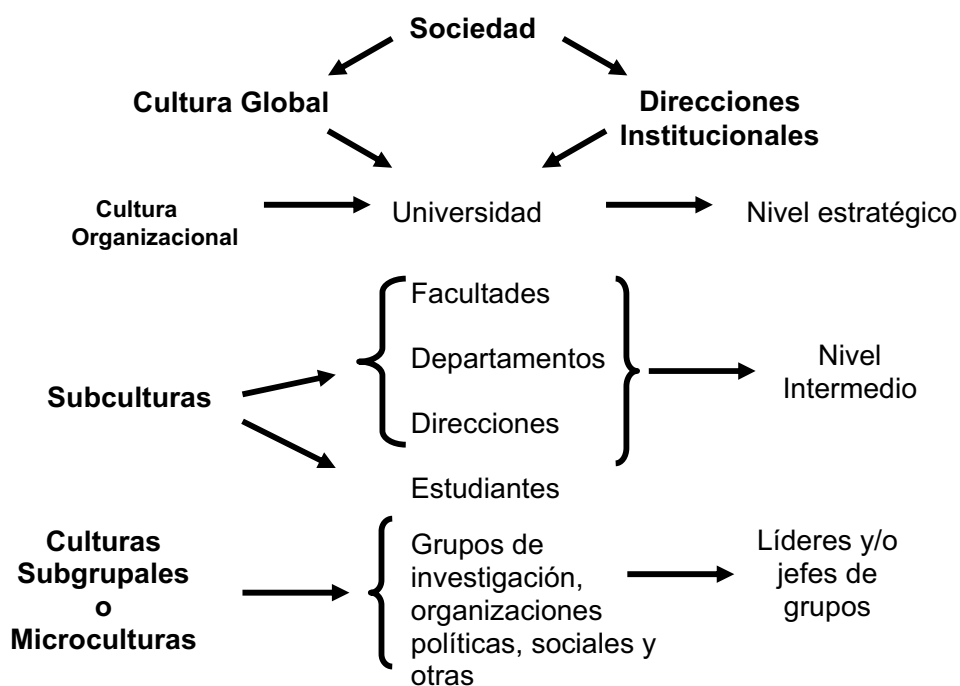 Sociedad
Cultura Global
Direcciones
Institucionales
Cultura
Organizacional
Universidad
Nivel estratégico
Subculturas
Facultades
Departamentos
Direcciones
Estudiantes
Nivel
Intermedio
Culturas
Subgrupales
o
Microculturas
Grupos de
investigación,
organizaciones
políticas, sociales y
otras
Líderes y/o
jefes de
grupos